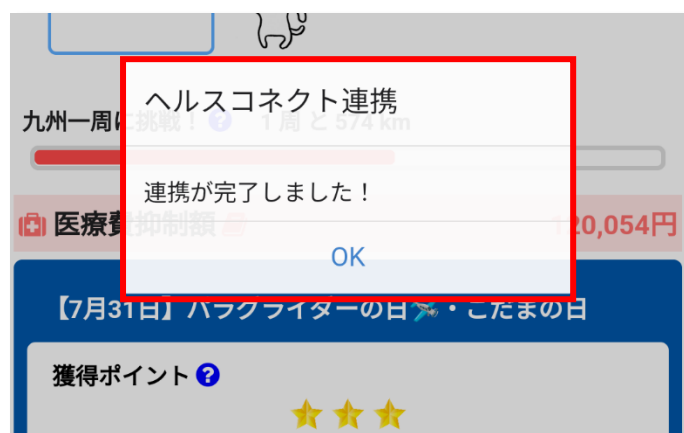 ヘルスコネクト連携
九州一周に挑戦！ 1 周 と 574 km
連携が完了しました！
医療費抑制額 120,054円
OK
【7月31日】パラグライダーの日・こだまの日
獲得ポイント